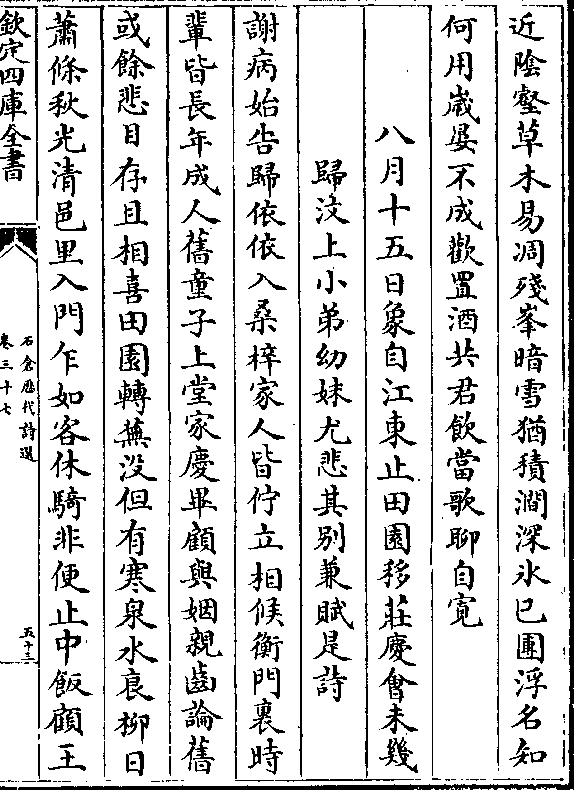 近陰壑草木易凋殘峯暗雪猶積澗深氷已團浮名知
何用嵗晏不成歡置酒共君飲當歌聊自寛
八月十五日象自江東止田園移莊慶會未幾
歸汶上小弟幼妹尤悲其别兼賦是詩
謝病始告歸依依入桑梓家人皆佇立相候衡門裏時
輩皆長年成人舊童子上堂家慶畢顧與姻親齒論舊
或餘悲目存且相喜田園轉蕪没但有寒泉水衰柳日
蕭條秋光清邑里入門乍如客休騎非便止中飯顧王
欽定四庫全書
石倉歴代詩選
卷三十七
五十三